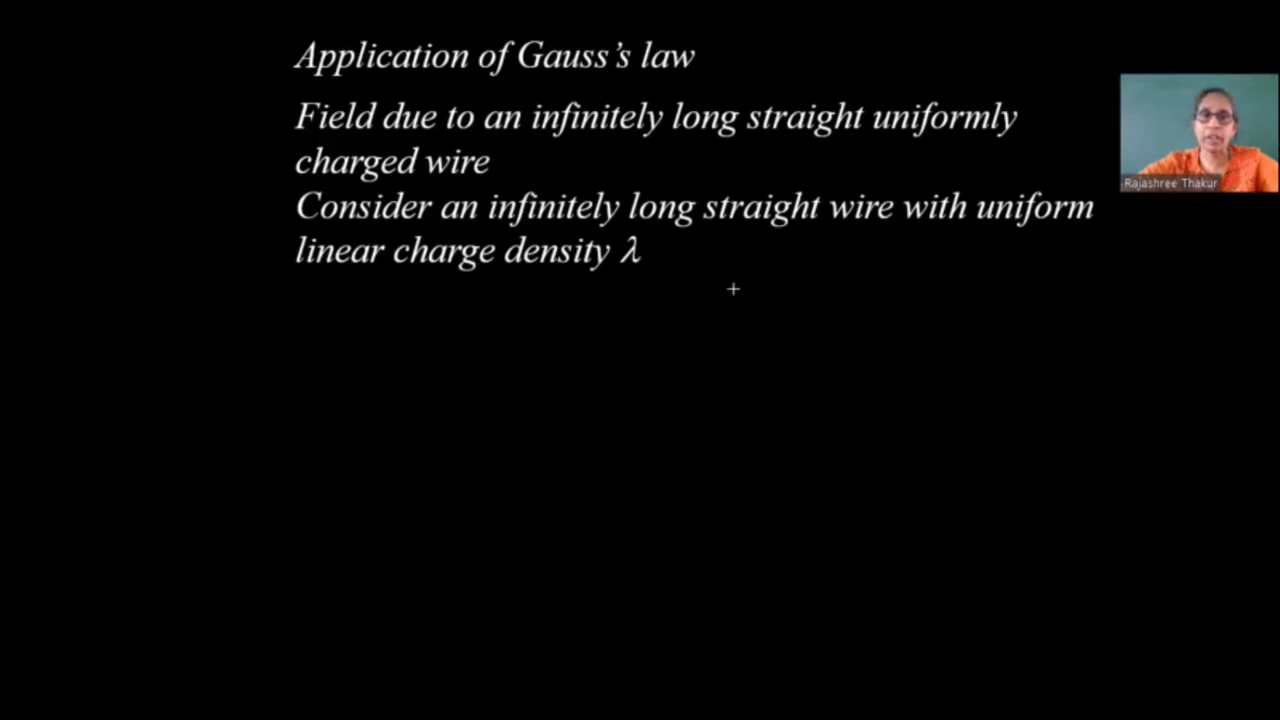 Application of Gauss's law
Field due to an infinitely long straight uniformly
charged wire
Consider an infinitely long straight wire with uniform
linear charge density λ
Rajashree Thakur